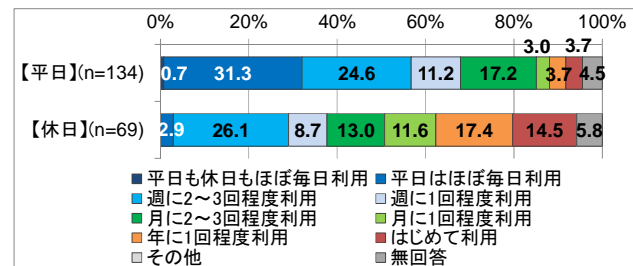 0% 20% 40% 60% 80% 100%
3.0 3.7
【平日】(n=134) 0.7 31.3 24.6 11.2 17.2 3.7 4.5
【休日】(n=69) 2.9 26.1 8.7 13.0 11.6 17.4 14.5 5.8
平日も休日もほぼ毎日利用 平日はほぼ毎日利用
週に2～3回程度利用 週に1回程度利用
月に2～3回程度利用 月に1回程度利用
年に1回程度利用 はじめて利用
その他 無回答